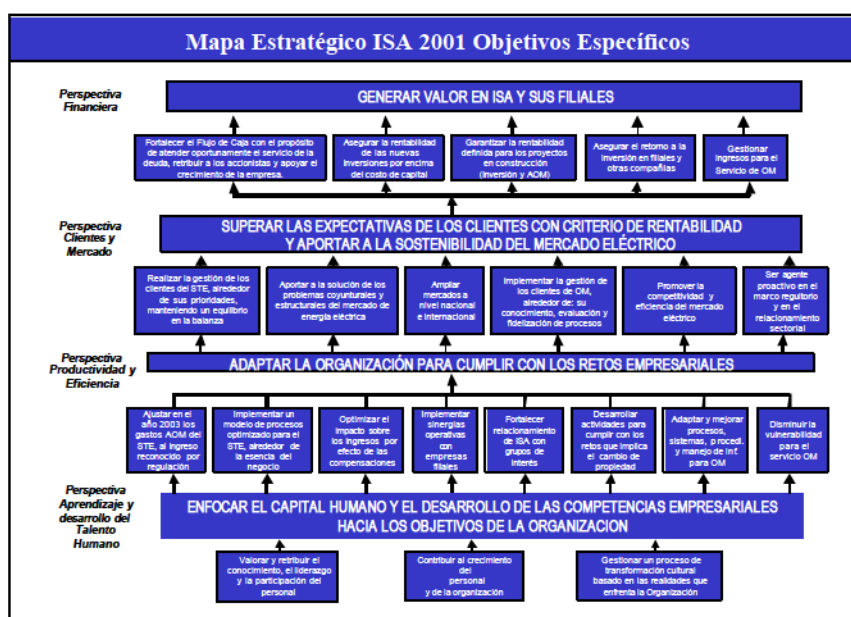 Mapa Estratégico ISA 2001 Objetivos Específicos
Perspectiva
Financiera
GENERAR VALOR EN ISA Y SUS FILIALES
Fortalecer el Flujo de Caja con el propósito
de atender oportunamente el servicio de la
deuda, retribuir a los accionistas y apoyar el
crecimiento de la empresa.
Asegurar la rentabilidad
de las nuevas
inversiones por encima
del costo de capital
Garantizar la rentabilidad
definida para los proyectos
en construcción
(Inversión y AOM)
Asegurar el retorno a la
inversión en filiales y
otras compañías
Gestionar
ingresos para el
Servicio de OM
Perspectiva
Clientes y
Mercado
SUPERAR LAS EXPECTATIVAS DE LOS CLIENTES CON CRITERIO DE RENTABILIDAD
Y APORTAR A LA SOSTENIBILIDAD DEL MERCADO ELÉCTRICO
Realizar la gestión de los
clientes del STE, alrededor
de sus prioridades,
manteniendo un equilibrio
en la balanza
Aportar a la solución de los
problemas coyunturales y
estructurales del mercado de
energía eléctrica
Ampliar
mercados a
nivel nacional
e internacional
Implementar la gestión de
los clientes de OM,
alrededor de: su
conocimiento, evaluación y
fidelización de procesos
Promover la
competitividad y
eficiencia del mercado
eléctrico
Ser agente
proactivo en el
marco regultorio y
en el
relacionamiento
sectorial
Perspectiva
Productividad y
Eficiencia
ADAPTAR LA ORGANIZACIÓN PARA CUMPLIR CON LOS RETOS EMPRESARIALES
Ajustar en el
año 2003 los
gastos AOM del
STE, al ingreso
reconocido por
regulación
Implementar un
modelo de procesos
optimizado para el
STE, alrededor de
la esencia del
negocio
Optimizar el
impacto sobre
los ingresos por
efecto de las
compensaciones
Implementar
sinergias
operativas
con
empresas
filiales
Fortalecer
relacionamiento
de ISA con
grupos de
interés
Desarrollar
actividades para
cumplir con los
retos que implica
el cambio de
propiedad
Adaptar y mejorar
procesos,
sistemas, p rocedi.
y manejo de Inf.
para OM
Disminuir la
vulnerabilidad
para el
servicio OM
Perspectiva
Aprendizaje y
desarrollo del
Talento
Humano
ENFOCAR EL CAPITAL HUMANO Y EL DESARROLLO DE LAS COMPETENCIAS EMPRESARIALES
HACIA LOS OBJETIVOS DE LA ORGANIZACION
Valorar y retribuir el
conocimiento, el liderazgo
y la participación del
personal
Contribuir al crecimiento
del
personal
y de la organización
Gestionar un proceso de
transformación cultural
basado en las realidades que
enfrenta la Organización